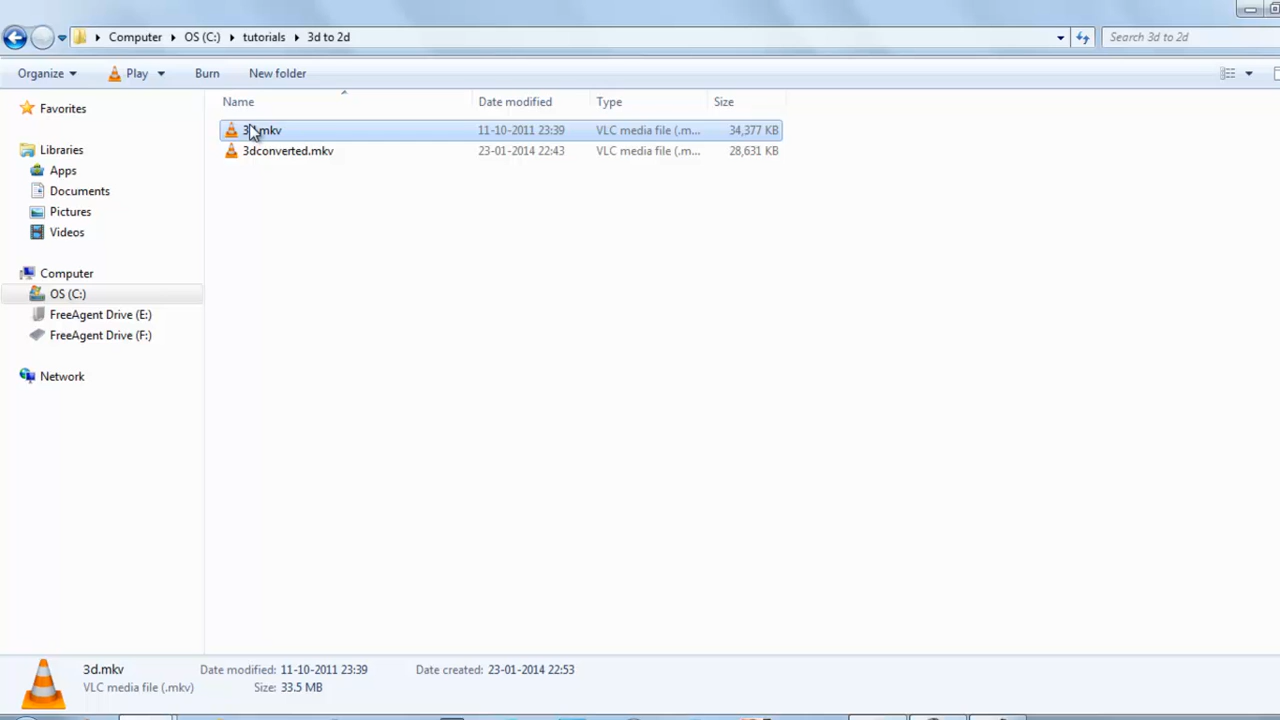 Computer OS (C:) tutorials 3d to 2d Search 3d to 2d
Organize Play Burn New folder
Favorites
Libraries
Apps
Documents
Pictures
Videos
Computer
OS (C:)
FreeAgent Drive (E:)
FreeAgent Drive (F:)
Network
Name Date modified Type Size
3d.mkv 11-10-2011 23:39 VLC media file (.m... 34,377 KB
3dconverted.mkv 23-01-2014 22:43 VLC media file (.m... 28,631 KB
3d.mkv Date modified: 11-10-2011 23:39 Date created: 23-01-2014 22:53
VLC media file (.mkv) Size: 33.5 MB